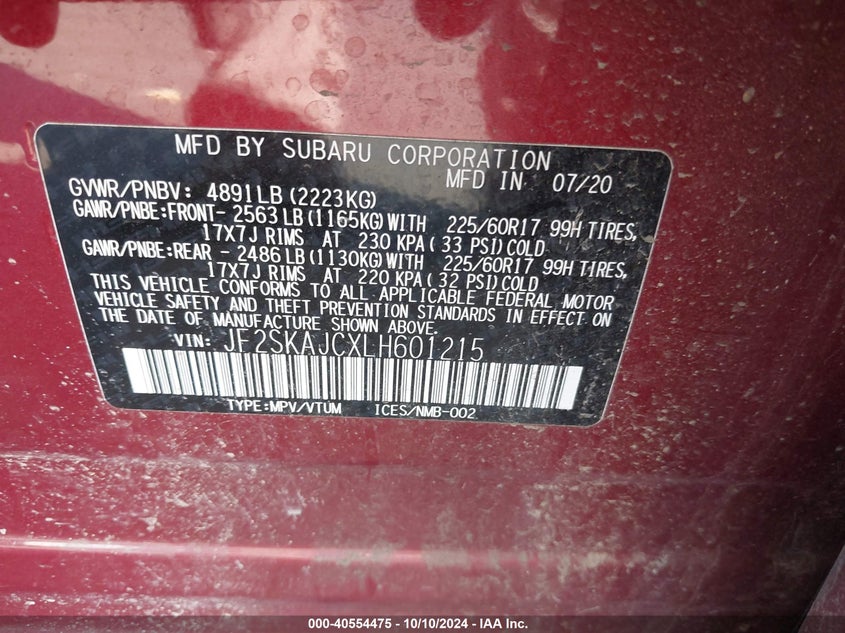 MFD BY SUBARU CORPORATION
MFD IN 07/20
GVWR/PNBV: 4891LB (2223KG)
GAWR/PNBE:FRONT- 2563 LB (1165KG) WITH 225/60R17 99H TIRES,
17X7J RIMS AT 230 KPA ( 33 PSI) COLD
GAWR/PNBE:REAR - 2486 LB (1130KG) WITH 225/60R17 99H TIRES,
17X7J RIMS AT 220 KPA ( 32 PSI) COLD
THIS VEHICLE CONFORMS TO ALL APPLICABLE FEDERAL MOTOR
VEHICLE SAFETY AND THEFT PREVENTION STANDARDS IN EFFECT ON
THE DATE OF MANUFACTURE SHOWN ABOVE.
VIN: JF2SKAJCXLH601215
TYPE:MPV/VTUM ICES/NMB-002
000-40554475 - 10/10/2024 - IAA Inc.